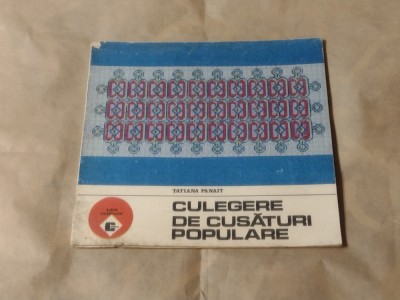 TATIANA PANAIT
CULEGERE
DE CUSĂTURI
POPULARE